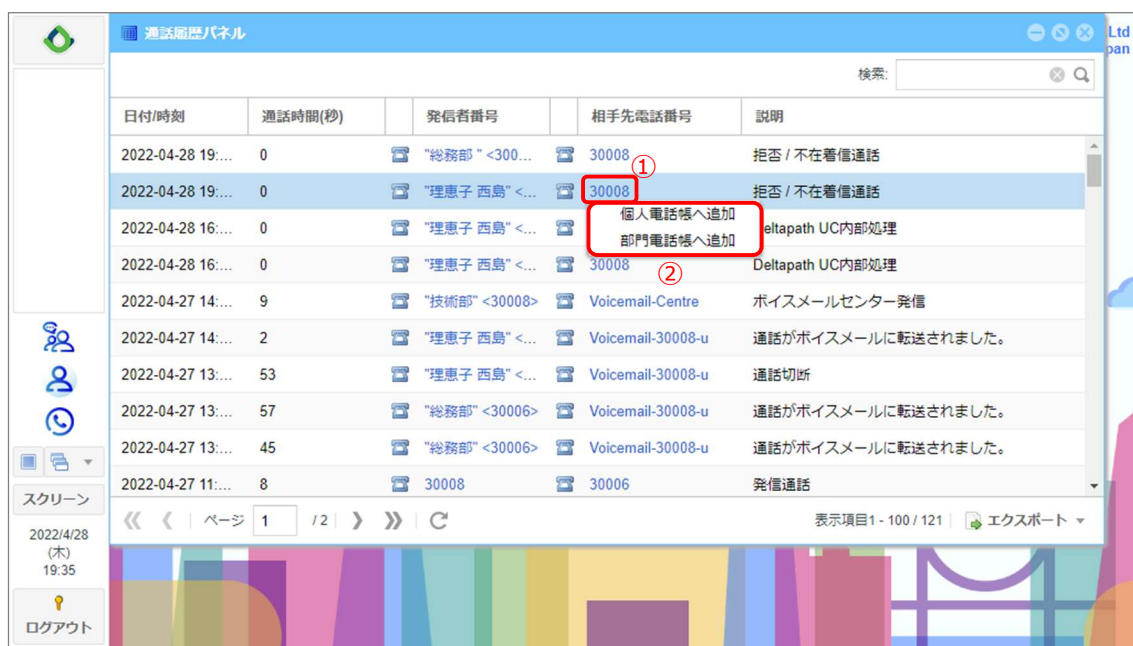 通話履歴パネル
Ltd
pan
検索:
日付/時刻 通話時間(秒) 発信者番号 相手先電話番号 説明
2022-04-28 19:... 0 "総務部 " <300... 30008 拒否 / 不在着信通話
①
2022-04-28 19:... 0 "理恵子 西島" <... 30008 拒否 / 不在着信通話
個人電話帳へ追加
2022-04-28 16:... 0 "理恵子 西島" <... eltapath UC内部処理
部門電話帳へ追加
2022-04-28 16:... 0 "理恵子 西島" <... 30008 Deltapath UC内部処理
②
2022-04-27 14:... 9 "技術部" <30008> Voicemail-Centre ボイスメールセンター発信
2022-04-27 14:... 2 "理恵子 西島" <... Voicemail-30008-u 通話がボイスメールに転送されました。
2022-04-27 13:... 53 "理恵子 西島" <... Voicemail-30008-u 通話切断
2022-04-27 13:... 57 "総務部" <30006> Voicemail-30008-u 通話がボイスメールに転送されました。
2022-04-27 13:... 45 "総務部" <30006> Voicemail-30008-u 通話がボイスメールに転送されました。
2022-04-27 11:... 8 30008 30006 発信通話
ページ 1 / 2 表示項目1 - 100 / 121 エクスポート
スクリーン
2022/4/28
(木)
19:35
ログアウト